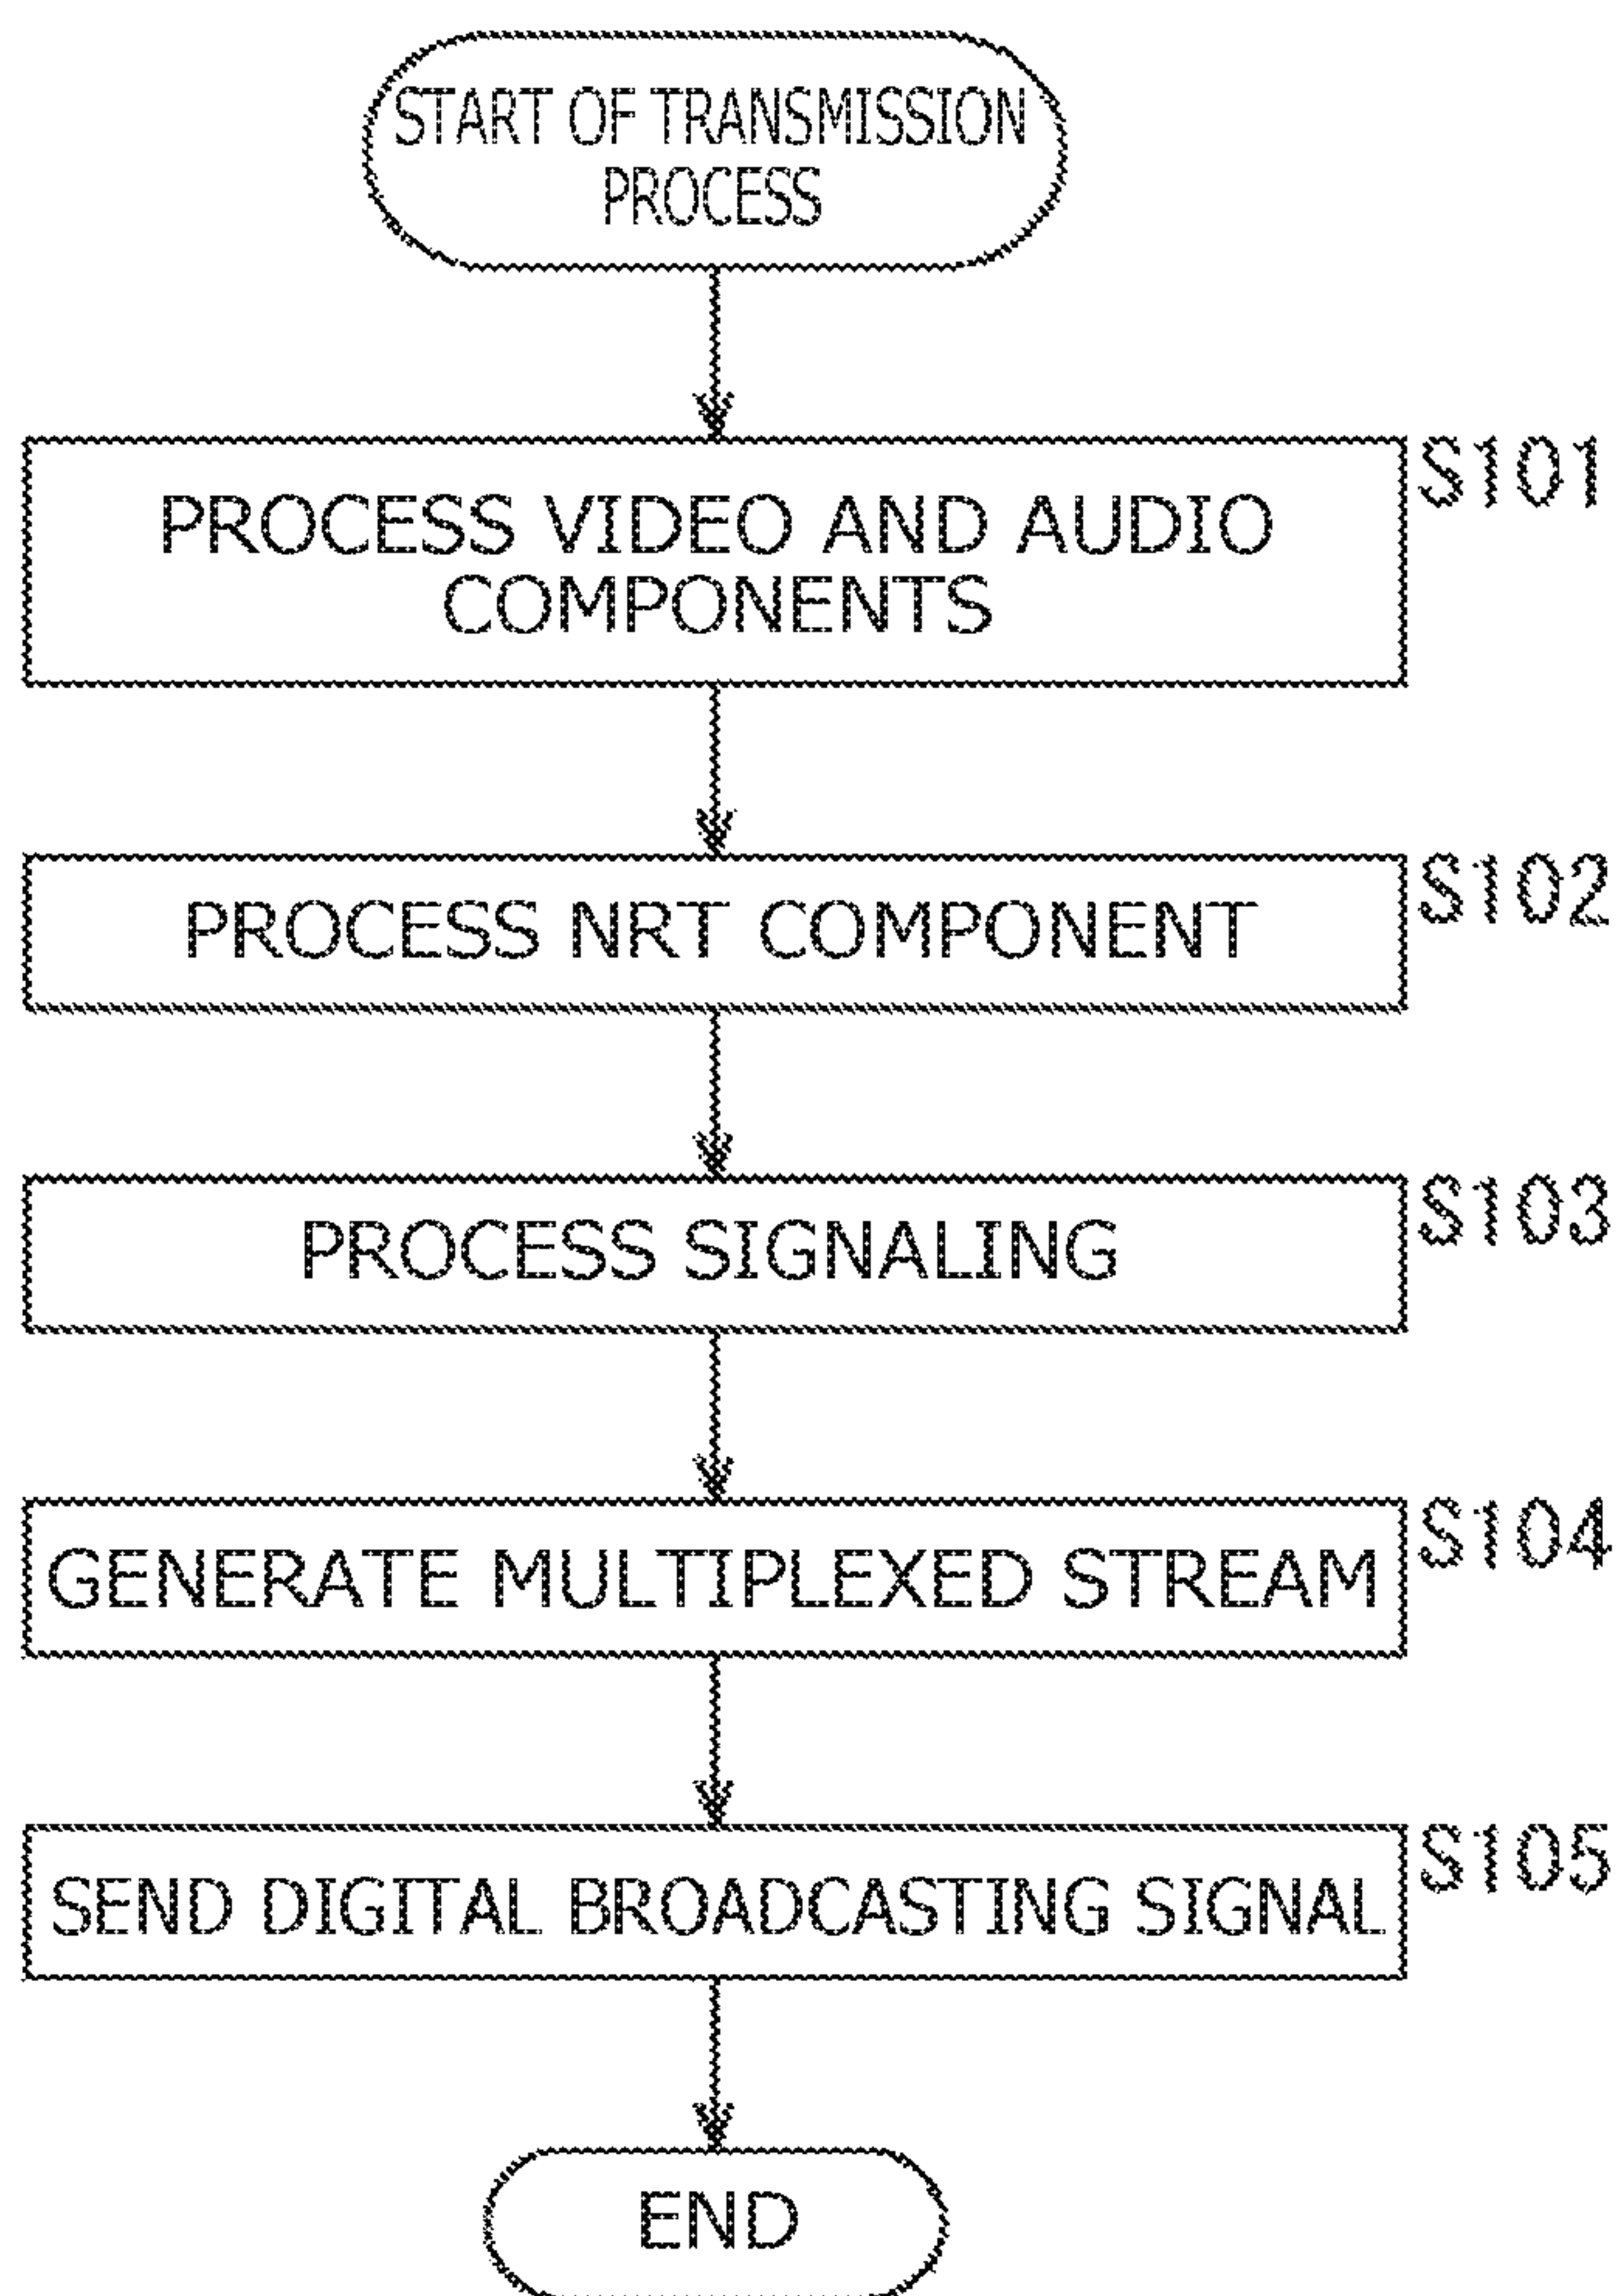 START OF TRANSMISSION
PROCESS
S101
PROCESS VIDEO AND AUDIO
COMPONENTS
S102
PROCESS NRT COMPONENT
S103
PROCESS SIGNALING
S104
GENERATE MULTIPLEXED STREAM
S105
SEND DIGITAL BROADCASTING SIGNAL
END